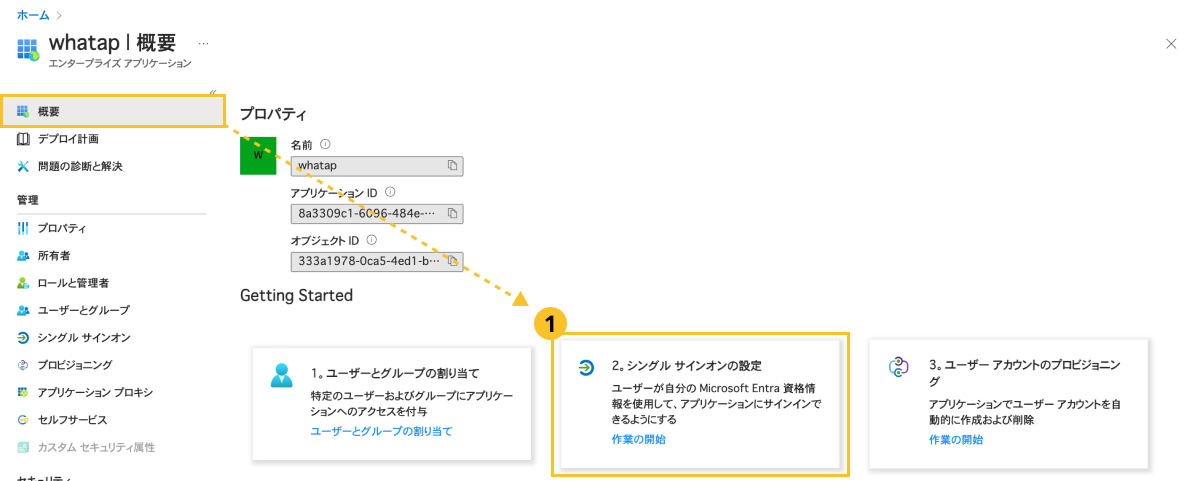 ホーム
whatap | 概要 …
エンタープライズ アプリケーション
概要
デプロイ計画
問題の診断と解決
管理
プロパティ
所有者
ロールと管理者
ユーザーとグループ
シングル サインオン
プロビジョニング
アプリケーション プロキシ
セルフサービス
カスタム セキュリティ属性
セキュリティ
プロパティ
W
名前
whatap
アプリケーション ID
8a3309c1-6096-484e-…
オブジェクト ID
333a1978-0ca5-4ed1-b…
Getting Started
1。ユーザーとグループの割り当て
特定のユーザーおよびグループにアプリケー
ションへのアクセスを付与
ユーザーとグループの割り当て
1
2。シングル サインオンの設定
ユーザーが自分の Microsoft Entra 資格情
報を使用して、アプリケーションにサインインで
きるようにする
作業の開始
3。ユーザー アカウントのプロビジョニン
グ
アプリケーションでユーザー アカウントを自
動的に作成および削除
作業の開始